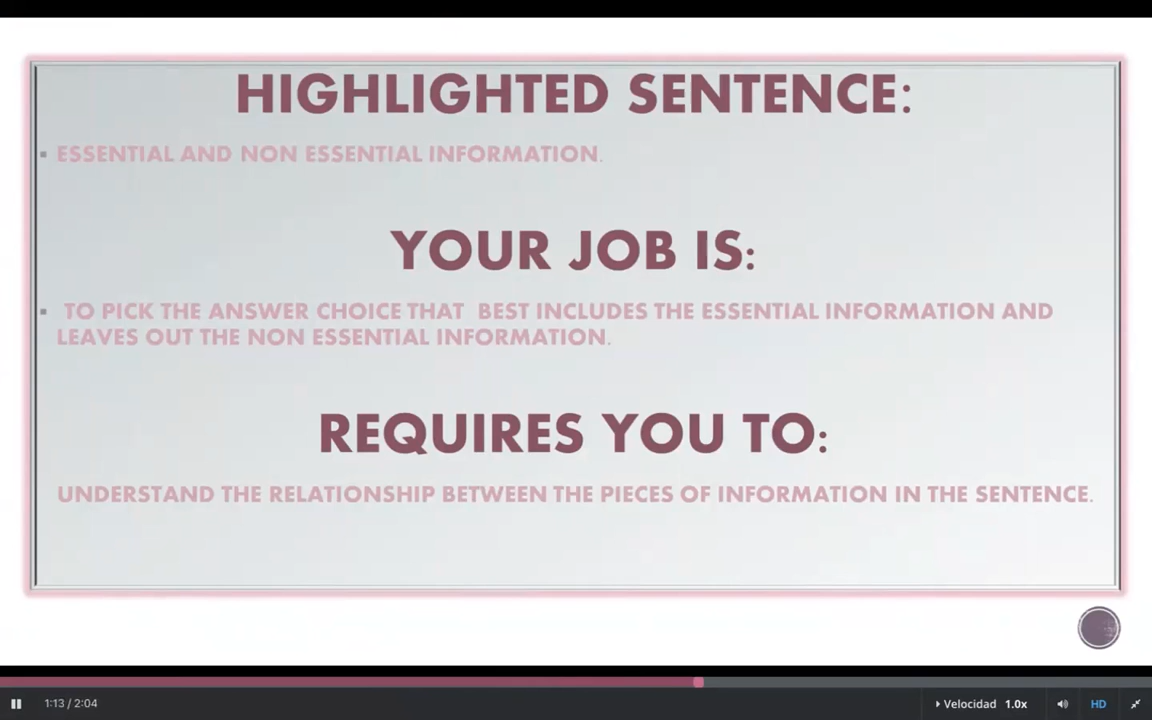 HIGHLIGHTED SENTENCE:
ESSENTIAL AND NON ESSENTIAL INFORMATION.
YOUR JOB IS:
TO PICK THE ANSWER CHOICE THAT BEST INCLUDES THE ESSENTIAL INFORMATION AND
LEAVES OUT THE NON ESSENTIAL INFORMATION.
REQUIRES YOU TO:
UNDERSTAND THE RELATIONSHIP BETWEEN THE PIECES OF INFORMATION IN THE SENTENCE.
1:13 / 2:04 Velocidad 1.0x HD